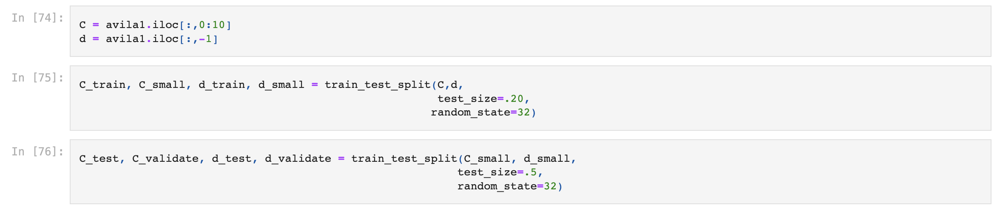 In [74]:
C = avila1.iloc[:,0:10]
d = avila1.iloc[:,-1]
In [75]:
C_train, C_small, d_train, d_small = train_test_split(C,d,
test_size=.20,
random_state=32)
In [76]:
C_test, C_validate, d_test, d_validate = train_test_split(C_small, d_small,
test_size=.5,
random_state=32)